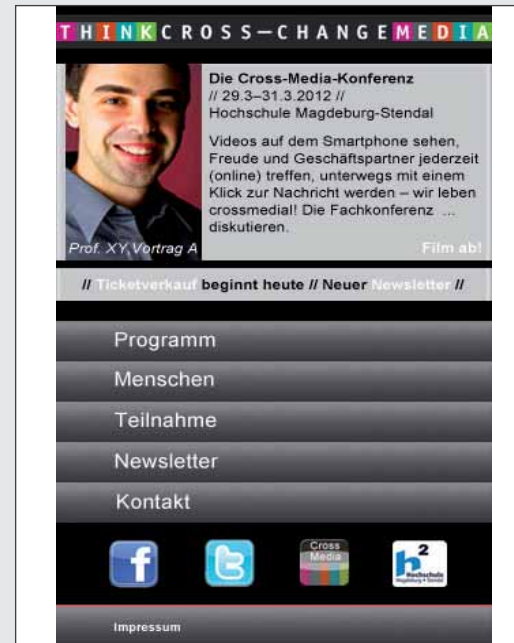 THINKCROSS—CHANGEMEDIA
Die Cross-Media-Konferenz
// 29.3–31.3.2012 //
Hochschule Magdeburg-Stendal
Videos auf dem Smartphone sehen,
Freude und Geschäftspartner jederzeit
(online) treffen, unterwegs mit einem
Klick zur Nachricht werden – wir leben
crossmedial! Die Fachkonferenz ...
diskutieren.
Prof. XY,Vortrag A
Film ab!
// Ticketverkauf beginnt heute // Neuer Newsletter //
Programm
Menschen
Teilnahme
Newsletter
Kontakt
f
t
Cross
Media
h2
Hochschule
Magdeburg • Stendal
Impressum